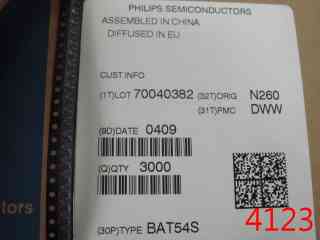 PHILIPS SEMICONDUCTORS
ASSEMBLED IN CHINA
DIFFUSED IN EU
CUST.INFO
(1T)LOT 70040382 (32T)ORIG N260
(31T)PMC DWW
(9D)DATE 0409
(Q)QTY 3000
(30P)TYPE BAT54S
tors
4123